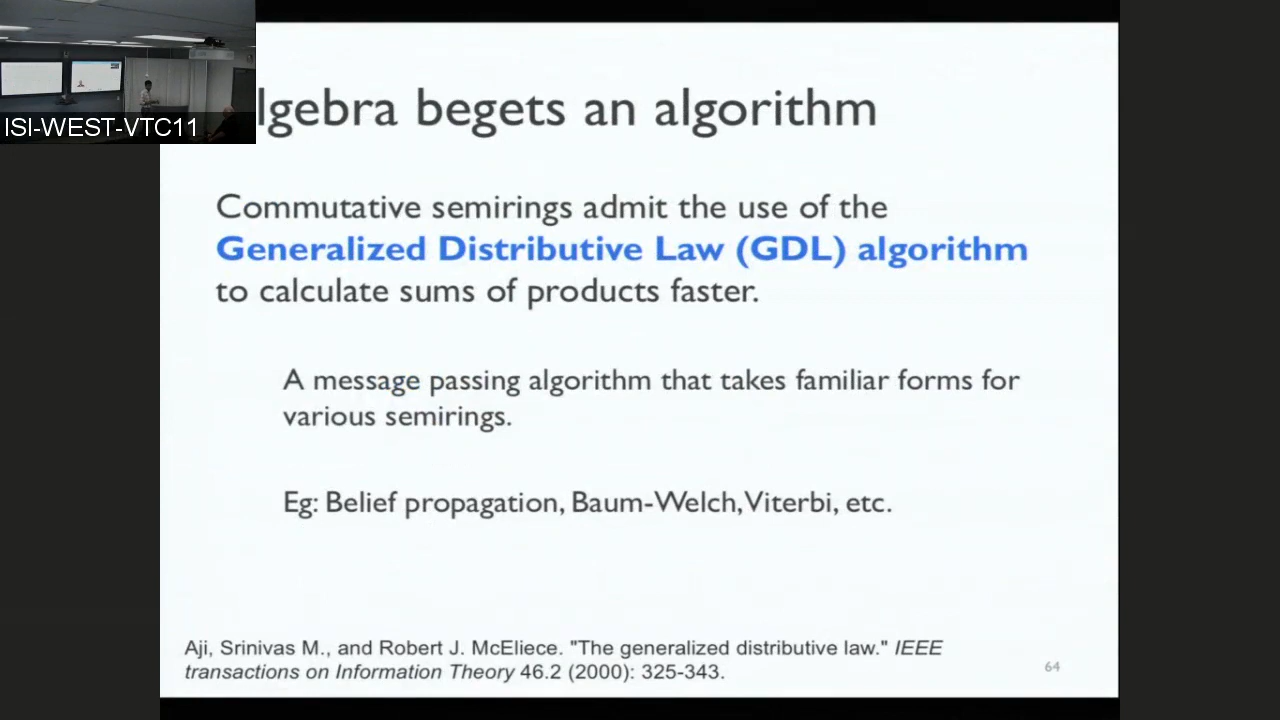 ISI-WEST-VTC11
lgebra begets an algorithm
Commutative semirings admit the use of the
Generalized Distributive Law (GDL) algorithm
to calculate sums of products faster.
A message passing algorithm that takes familiar forms for
various semirings.
Eg: Belief propagation, Baum-Welch, Viterbi, etc.
Aji, Srinivas M., and Robert J. McEliece. "The generalized distributive law." IEEE
transactions on Information Theory 46.2 (2000): 325-343.
64